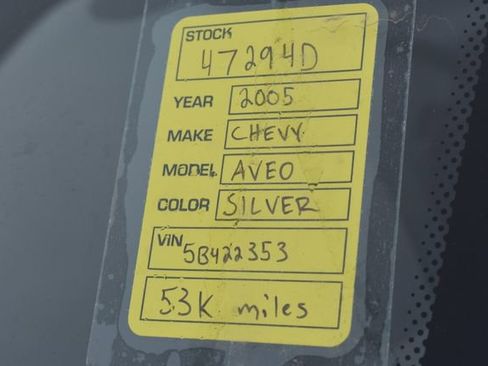 STOCK
47294D
YEAR 2005
MAKE CHEVY
MODEL AVEO
COLOR SILVER
VIN 5B422353
53K miles